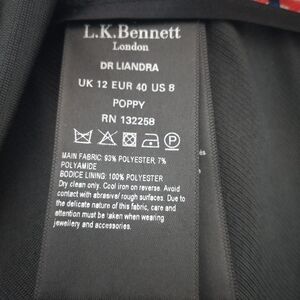 L.K.Bennett
London
DR LIANDRA
UK 12 EUR 40 US 8
POPPY
RN 132258
MAIN FABRIC: 93% POLYESTER, 7%
POLYAMIDE
BODICE LINING: 100% POLYESTER
Dry clean only. Cool iron on reverse. Avoid
contact with abrasive/ rough surfaces. Due to
the delicate nature of this fabric, care and
attention must be taken when wearing
jewellery and accessories.